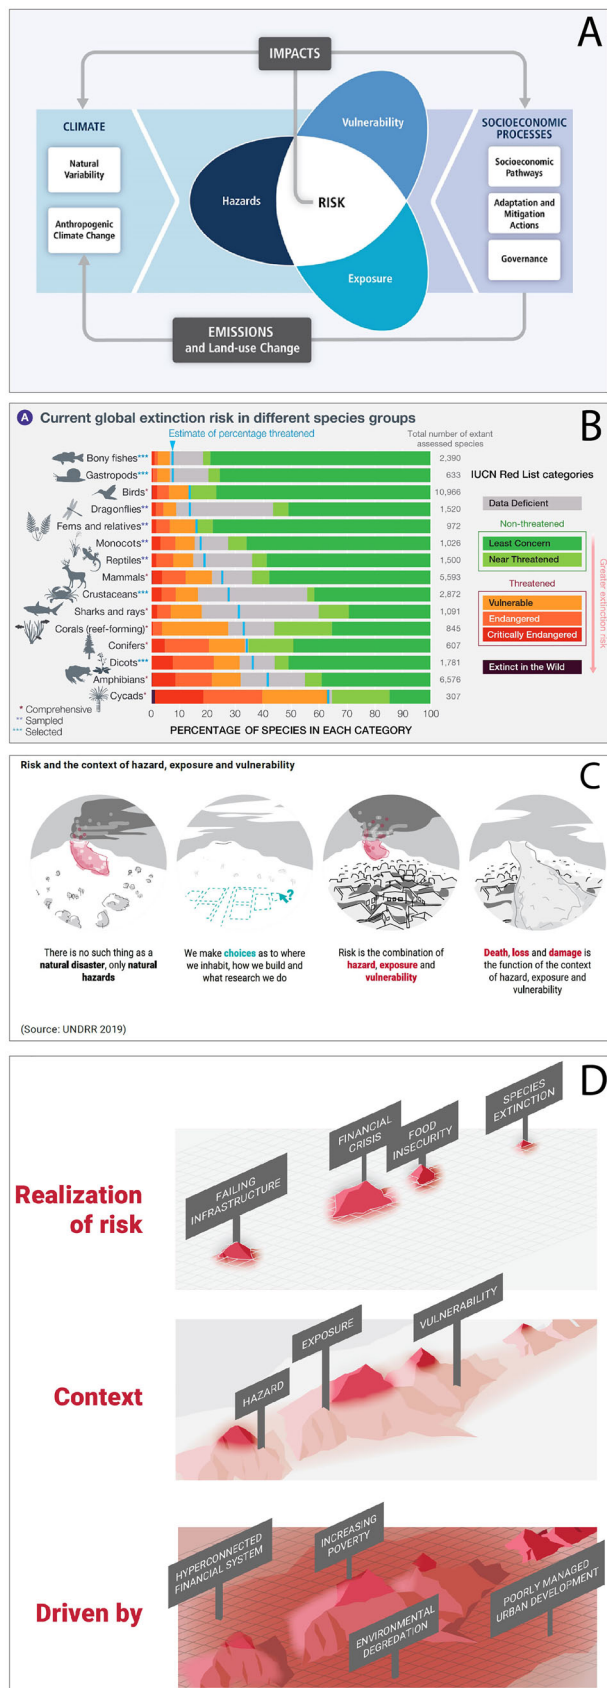 A
IMPACTS
CLIMATE
Natural
Variability
Anthropogenic
Climate Change
Vulnerability
Hazards
RISK
Exposure
SOCIOECONOMIC
PROCESSES
Socioeconomic
Pathways
Adaptation and
Mitigation
Actions
Governance
EMISSIONS
and Land-use Change
B
A Current global extinction risk in different species groups
Estimate of percentage threatened
Total number of extant
assessed species
Bony fishes*** 2,390
Gastropods*** 633
Birds* 10,966
Dragonflies** 1,520
Ferns and relatives** 972
Monocots** 1,026
Reptiles** 1,500
Mammals* 5,593
Crustaceans*** 2,872
Sharks and rays* 1,091
Corals (reef-forming)* 845
Conifers* 607
Dicots*** 1,781
Amphibians* 6,576
Cycads* 307
* Comprehensive
** Sampled
*** Selected
0 10 20 30 40 50 60 70 80 90 100
PERCENTAGE OF SPECIES IN EACH CATEGORY
IUCN Red List categories
Data Deficient
Non-threatened
Least Concern
Near Threatened
Threatened
Vulnerable
Endangered
Critically Endangered
Extinct in the Wild
Greater extinction risk
C
Risk and the context of hazard, exposure and vulnerability
There is no such thing as a
natural disaster, only natural
hazards
?
We make choices as to where
we inhabit, how we build and
what research we do
Risk is the combination of
hazard, exposure and
vulnerability
Death, loss and damage is
the function of the context
of hazard, exposure and
vulnerability
(Source: UNDRR 2019)
D
Realization
of risk
FAILING
INFRASTRUCTURE
FINANCIAL
CRISIS
FOOD
INSECURITY
SPECIES
EXTINCTION
Context
HAZARD
EXPOSURE
VULNERABILITY
Driven by
HYPERCONNECTED
FINANCIAL SYSTEM
INCREASING
POVERTY
ENVIRONMENTAL
DEGREDATION
POORLY MANAGED
URBAN DEVELOPMENT